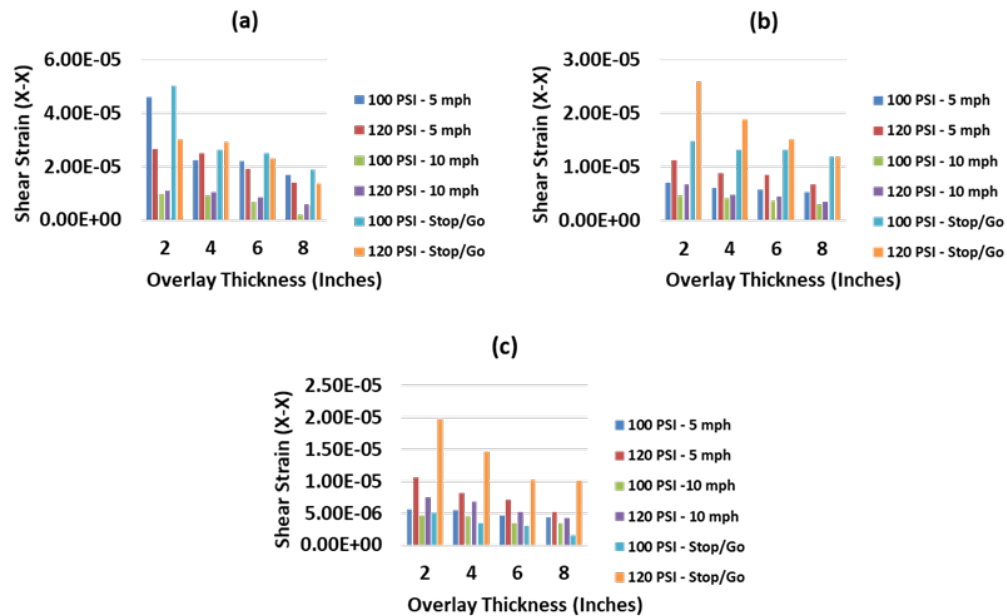 (a)
Shear Strain (X-X)
6.00E-05
4.00E-05
2.00E-05
0.00E+00
2 4 6 8
Overlay Thickness (Inches)
100 PSI - 5 mph
120 PSI - 5 mph
100 PSI - 10 mph
120 PSI - 10 mph
100 PSI - Stop/Go
120 PSI - Stop/Go
(b)
Shear Strain (X-X)
3.00E-05
2.00E-05
1.00E-05
0.00E+00
2 4 6 8
Overlay Thickness (Inches)
100 PSI - 5 mph
120 PSI - 5 mph
100 PSI - 10 mph
120 PSI - 10 mph
100 PSI - Stop/Go
120 PSI - Stop/Go
(c)
Shear Strain (X-X)
2.50E-05
2.00E-05
1.50E-05
1.00E-05
5.00E-06
0.00E+00
2 4 6 8
Overlay Thickness (Inches)
100 PSI - 5 mph
120 PSI - 5 mph
100 PSI -10 mph
120 PSI - 10 mph
100 PSI - Stop/Go
120 PSI - Stop/Go